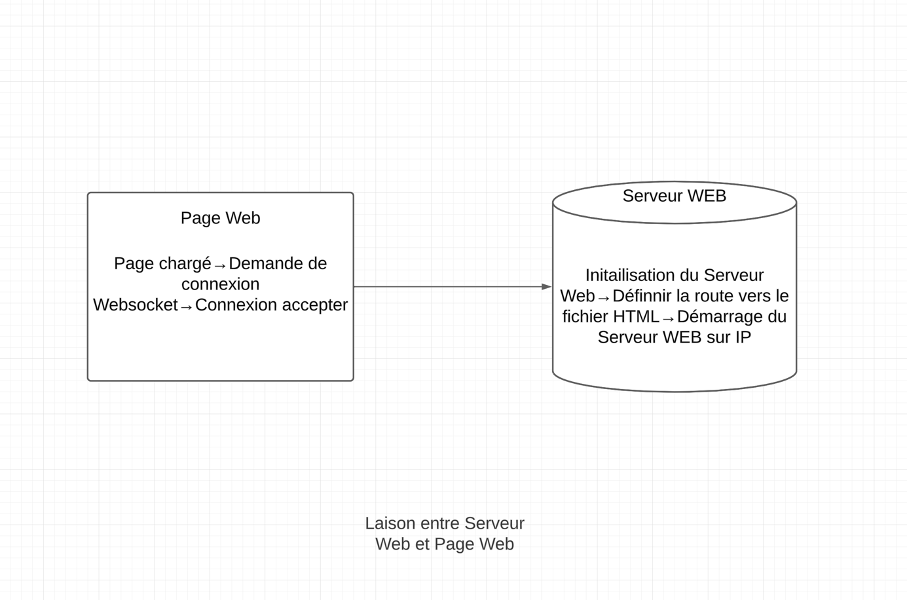 Page Web
Page chargé→Demande de
connexion
Websocket→Connexion accepter
Serveur WEB
Initailisation du Serveur
Web→Définnir la route vers le
fichier HTML→Démarrage du
Serveur WEB sur IP
Laison entre Serveur
Web et Page Web